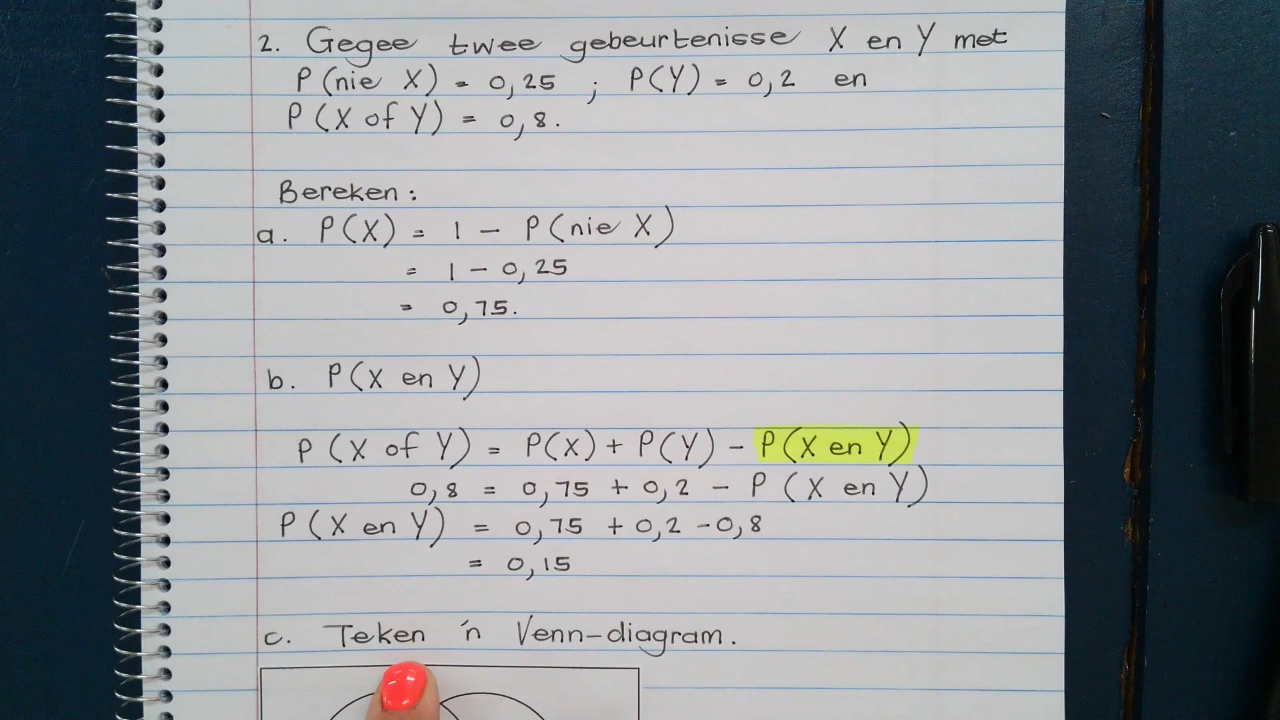 2. Gegee twee gebeurtenisse X en Y met
P(nie X) = 0,25 ; P(Y) = 0,2 en
P(X of Y) = 0,8.
Bereken:
a. P(X) = 1 - P(nie X)
= 1 - 0,25
= 0,75.
b. P(X en Y)
P(X of Y) = P(X) + P(Y) - P(X en Y)
0,8 = 0,75 + 0,2 - P(X en Y)
P(X en Y) = 0,75 + 0,2 - 0,8
= 0,15
c. Teken 'n Venn-diagram.